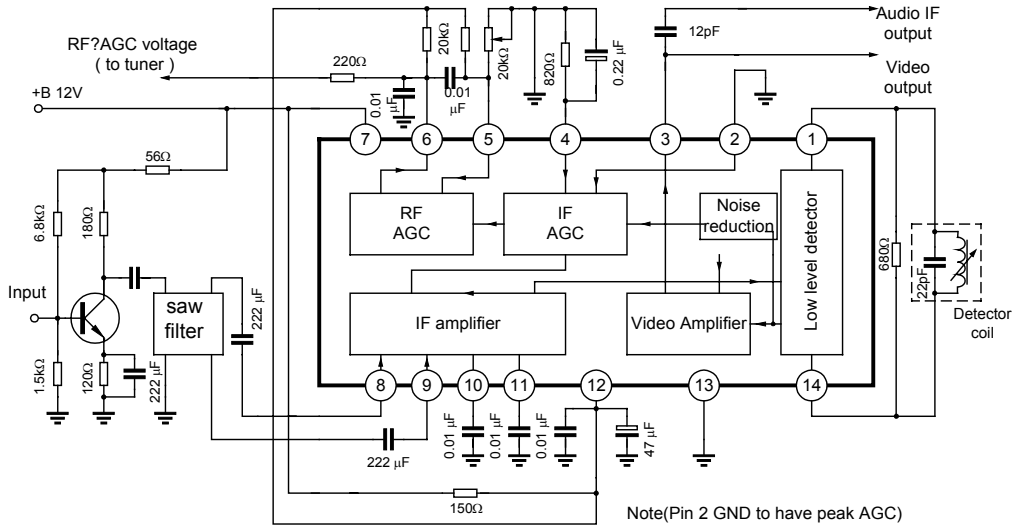 Audio IF
output
12pF
RF?AGC voltage
( to tuner )
20kΩ
20kΩ
820Ω
0.22 μF
Video
output
220Ω
0.01
μF
0.01
μF
+B 12V
7
6
5
4
3
2
1
56Ω
6.8kΩ
180Ω
RF
AGC
IF
AGC
Noise
reduction
Low level detector
680Ω
22pF
Detector
coil
Input
saw
filter
222 μF
IF amplifier
Video Amplifier
1.5kΩ
120Ω
222 μF
8
9
10
11
12
13
14
0.01 μF
0.01 μF
0.01 μF
47 μF
222 μF
150Ω
Note(Pin 2 GND to have peak AGC)